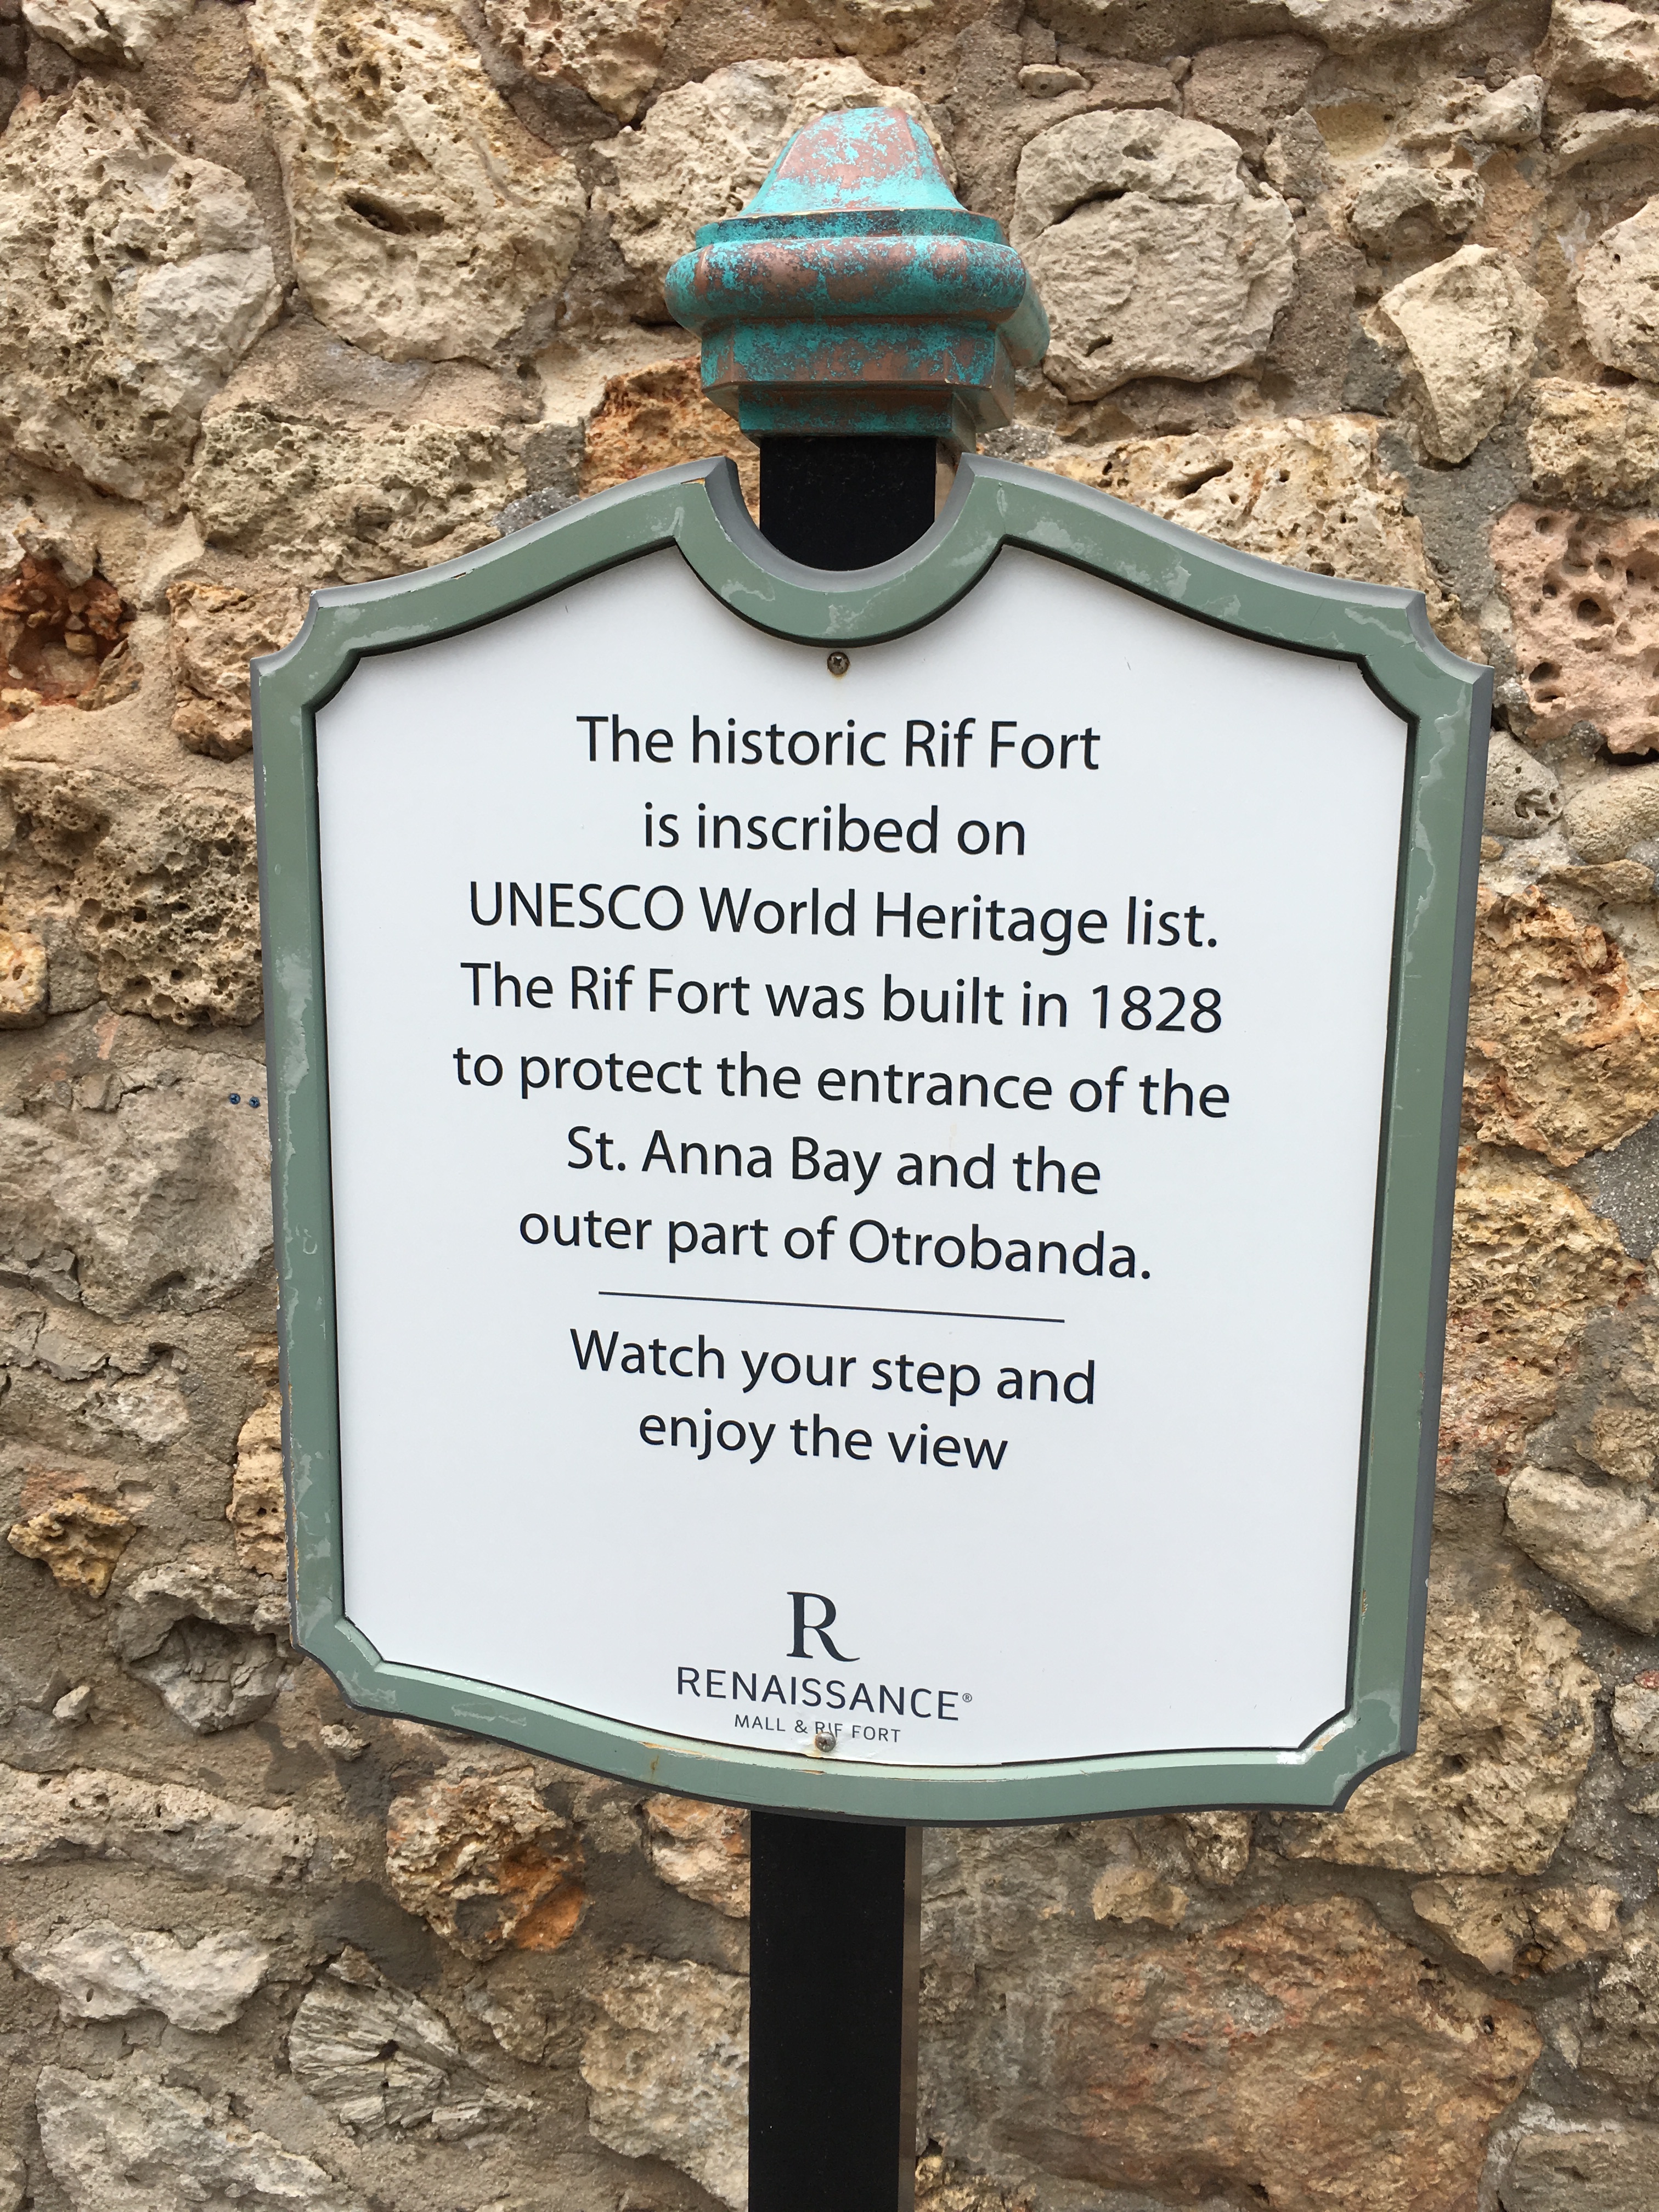 The historic Rif Fort
is inscribed on
UNESCO World Heritage list.
The Rif Fort was built in 1828
to protect the entrance of the
St. Anna Bay and the
outer part of Otrobanda.
Watch your step and
enjoy the view
R
RENAISSANCE®
MALL & RIF FORT